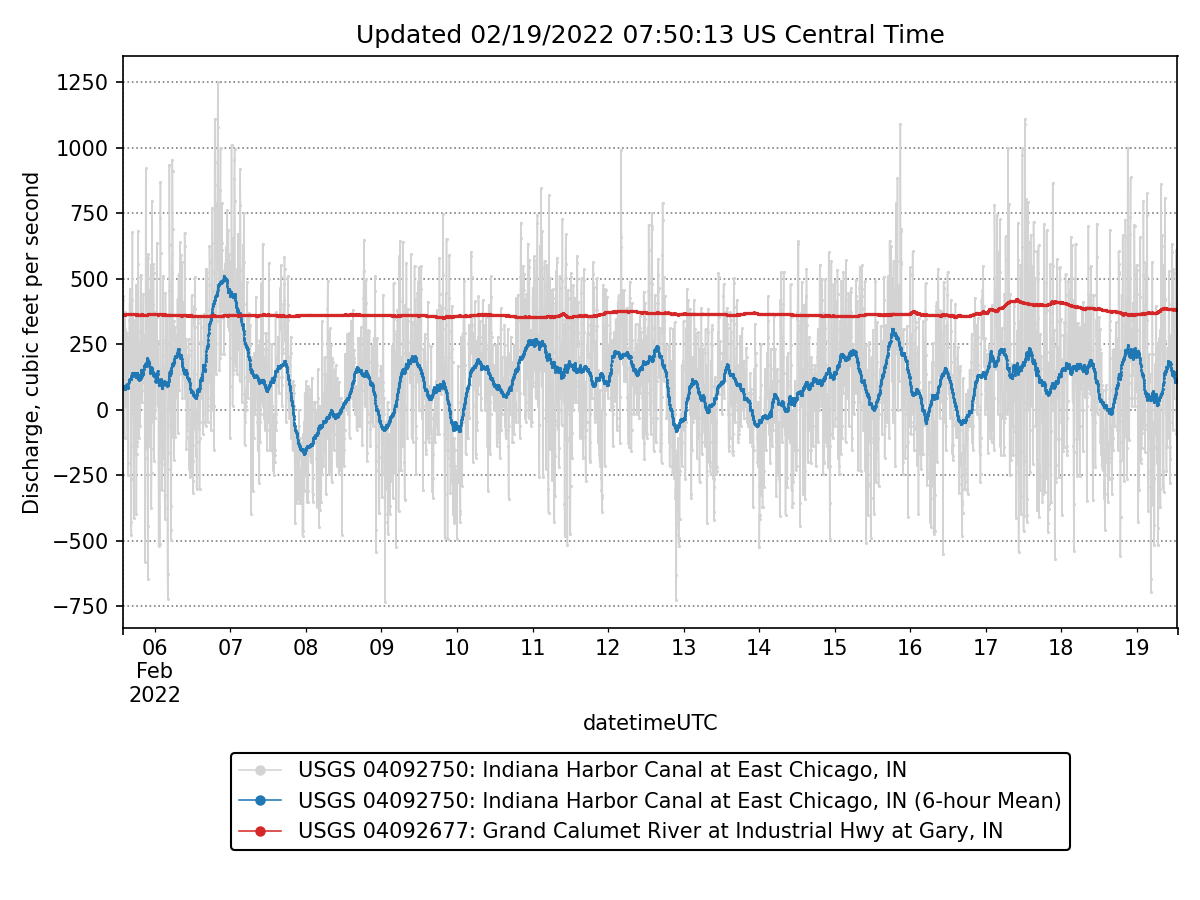 Updated 02/19/2022 07:50:13 US Central Time
Discharge, cubic feet per second
1250
1000
750
500
250
0
−250
−500
−750
06 07 08 09 10 11 12 13 14 15 16 17 18 19
Feb
2022
datetimeUTC
USGS 04092750: Indiana Harbor Canal at East Chicago, IN
USGS 04092750: Indiana Harbor Canal at East Chicago, IN (6-hour Mean)
USGS 04092677: Grand Calumet River at Industrial Hwy at Gary, IN